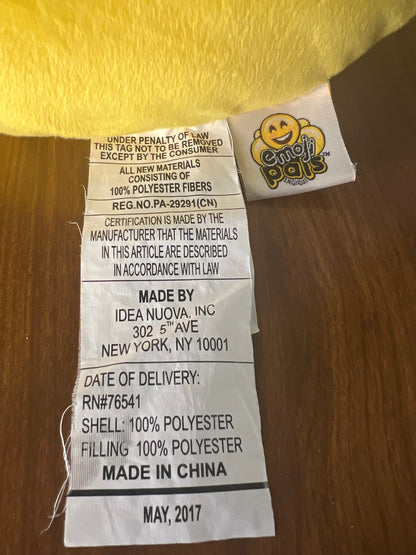 UNDER PENALTY OF LAW
THIS TAG NOT TO BE REMOVED
EXCEPT BY THE CONSUMER
ALL NEW MATERIALS
CONSISTING OF
100% POLYESTER FIBERS
REG.NO.PA-29291(CN)
CERTIFICATION IS MADE BY THE
MANUFACTURER THAT THE MATERIALS
IN THIS ARTICLE ARE DESCRIBED
IN ACCORDANCE WITH LAW
MADE BY
IDEA NUOVA, INC
302 5TH AVE
NEW YORK, NY 10001
DATE OF DELIVERY:
RN#76541
SHELL: 100% POLYESTER
FILLING 100% POLYESTER
MADE IN CHINA
MAY, 2017
emoji
pals™